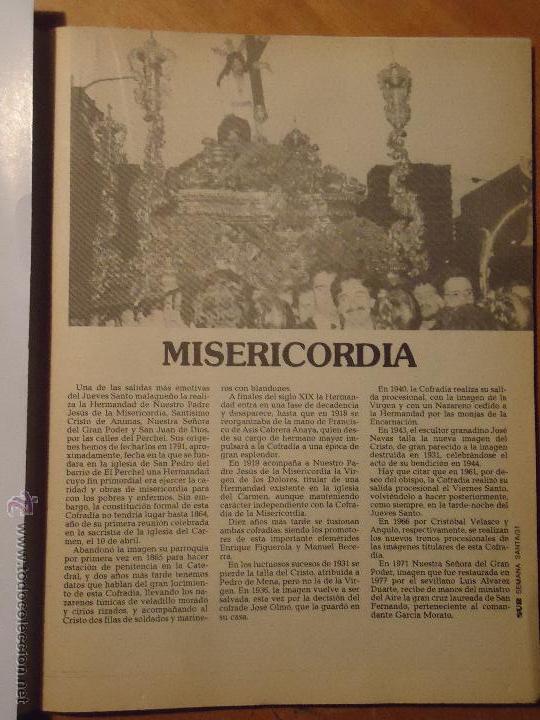 MISERICORDIA
Una de las salidas más emotivas
del Jueves Santo malagueño la reali-
za la Hermandad de Nuestro Padre
Jesús de la Misericordia, Santísimo
Cristo de Animas, Nuestra Señora
del Gran Poder y San Juan de Dios,
por las calles del Perchel. Sus oríge-
nes hemos de fecharlos en 1791, apro-
ximadamente, fecha en la que se fun-
dara en la iglesia de San Pedro del
barrio de El Perchel una Hermandad
cuyo fin primordial era ejercer la ca-
ridad y obras de misericordia para
con los pobres y enfermos. Sin em-
bargo, la constitución formal de esta
Cofradía no tendría lugar hasta 1864,
año de su primera reunión celebrada
en la sacristía de la iglesia del Car-
men, el 10 de abril.
Abandonó la imagen su parroquia
por primera vez en 1865 para hacer
estación de penitencia en la Cate-
dral, y dos años más tarde tenemos
datos que hablan del gran lucimien-
to de esta Cofradía, llevando los na-
zarenos túnicas de veladillo morado
y cirios rizados, y acompañando al
Cristo dos filas de soldados y marine-
ros con blandones.
A finales del siglo XIX la Herman-
dad entra en una fase de decadencia
y desaparece, hasta que en 1918 se
reorganizaba de la mano de Francis-
co de Asís Cabrera Anaya, quien des-
de su cargo de hermano mayor im-
pulsará a la Cofradía a una época de
gran esplendor.
En 1919 acompaña a Nuestro Pa-
dre Jesús de la Misericordia la Vir-
gen de los Dolores, titular de una
Hermandad existente en la iglesia
del Carmen, aunque manteniendo
carácter independiente con la Cofra-
día de la Misericordia.
Diez años más tarde se fusionan
ambas cofradías, siendo los promoto-
res de esta importante efemérides
Enrique Figuerola y Manuel Bece-
rra.
En los luctuosos sucesos de 1931 se
pierde la talla del Cristo, atribuida a
Pedro de Mena, pero no la de la Vir-
gen. En 1936, la imagen vuelve a ser
salvada, esta vez por la decisión del
cofrade José Olmo, que la guardó en
su casa.
En 1940, la Cofradía realiza su sali-
da procesional, con la imagen de la
Virgen y con un Nazareno cedido a
la Hermandad por las monjas de la
Encarnación.
En 1943, el escultor granadino José
Navas talla la nueva imagen del
Cristo, de gran parecido a la imagen
destruida en 1931, celebrándose el
acto de su bendición en 1944.
Hay que citar que en 1961, por de-
seo del obispo, la Cofradía realizó su
salida procesional el Viernes Santo,
volviéndolo a hacer posteriormente,
como siempre, en la tarde-noche del
Jueves Santo.
En 1966 por Cristóbal Velasco y
Angulo, respectivamente, se realizan
los nuevos tronos procesionales de
las imágenes titulares de esta Cofra-
día.
En 1971 Nuestra Señora del Gran
Poder, imagen que fue restaurada en
1977 por el sevillano Luis Alvarez
Duarte, recibe de manos del ministro
del Aire la gran cruz laureada de San
Fernando, perteneciente al coman-
dante García Morato.
SUR SEMANA SANTA/31
© www.todocoleccion.net